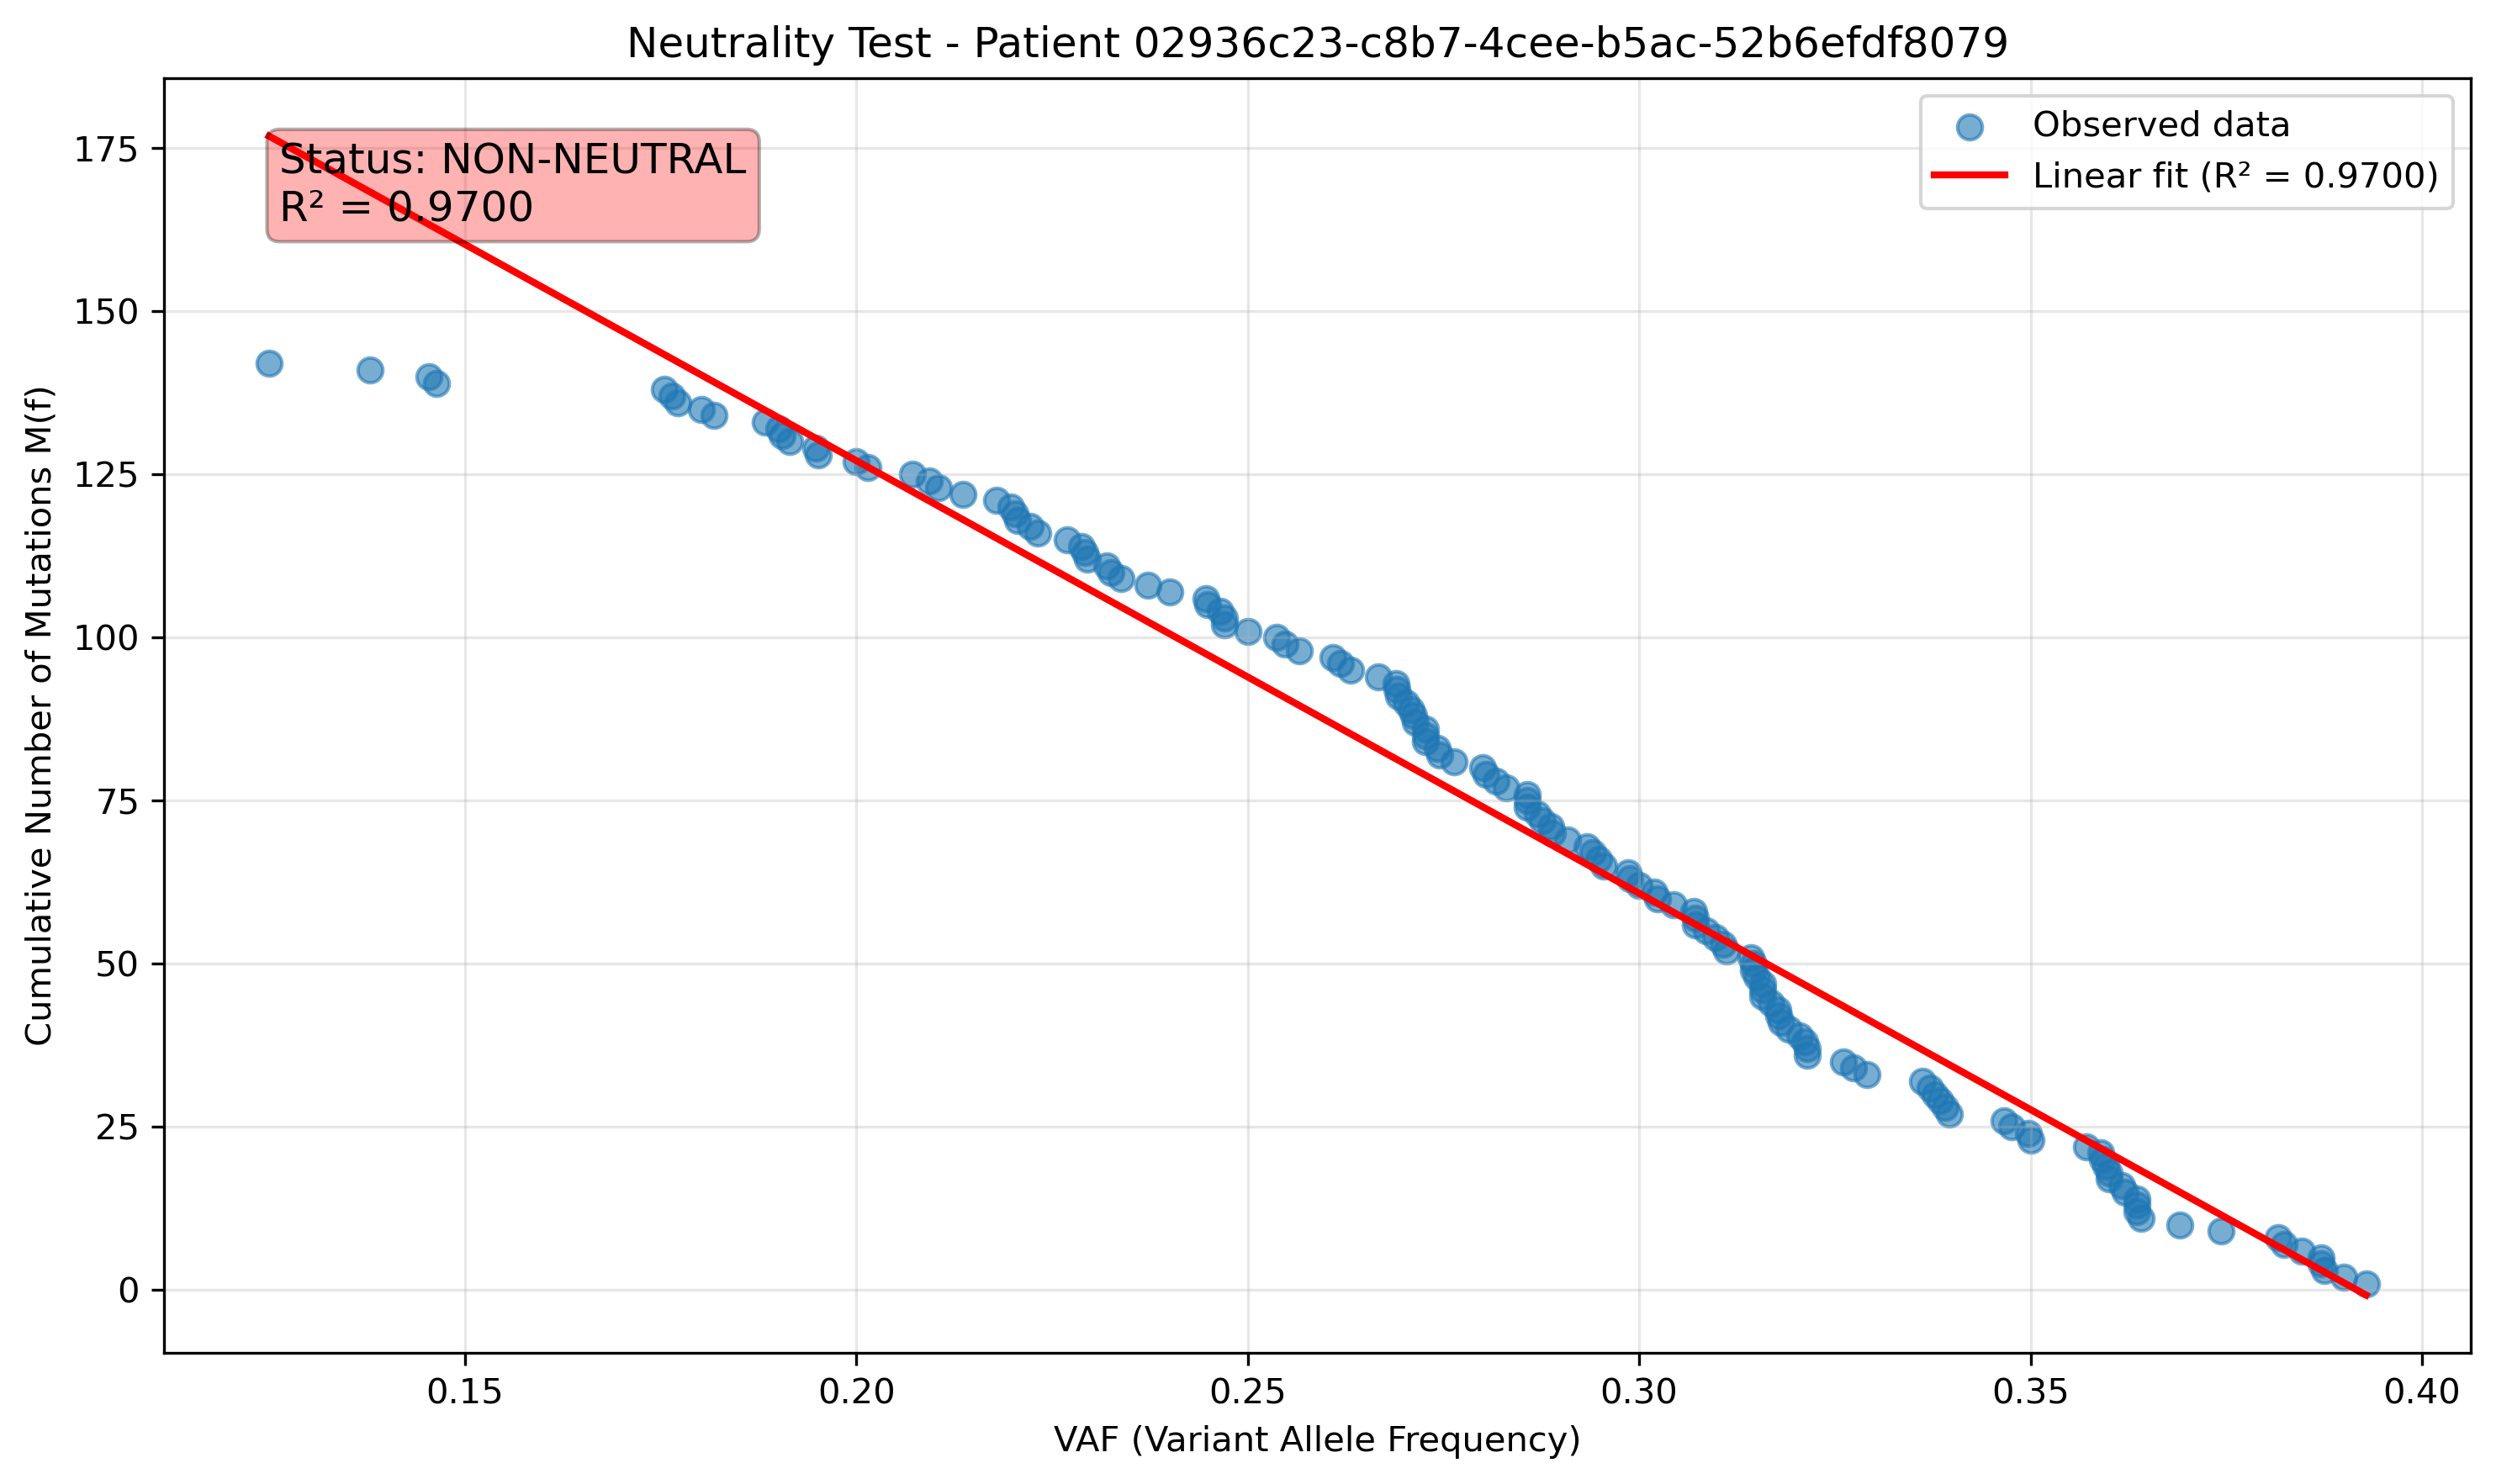 Neutrality Test - Patient 02936c23-c8b7-4cee-b5ac-52b6efdf8079
Status: NON-NEUTRAL
R² = 0.9700
Observed data
Linear fit (R² = 0.9700)
Cumulative Number of Mutations M(f)
175
150
125
100
75
50
25
0
0.15
0.20
0.25
0.30
0.35
0.40
VAF (Variant Allele Frequency)